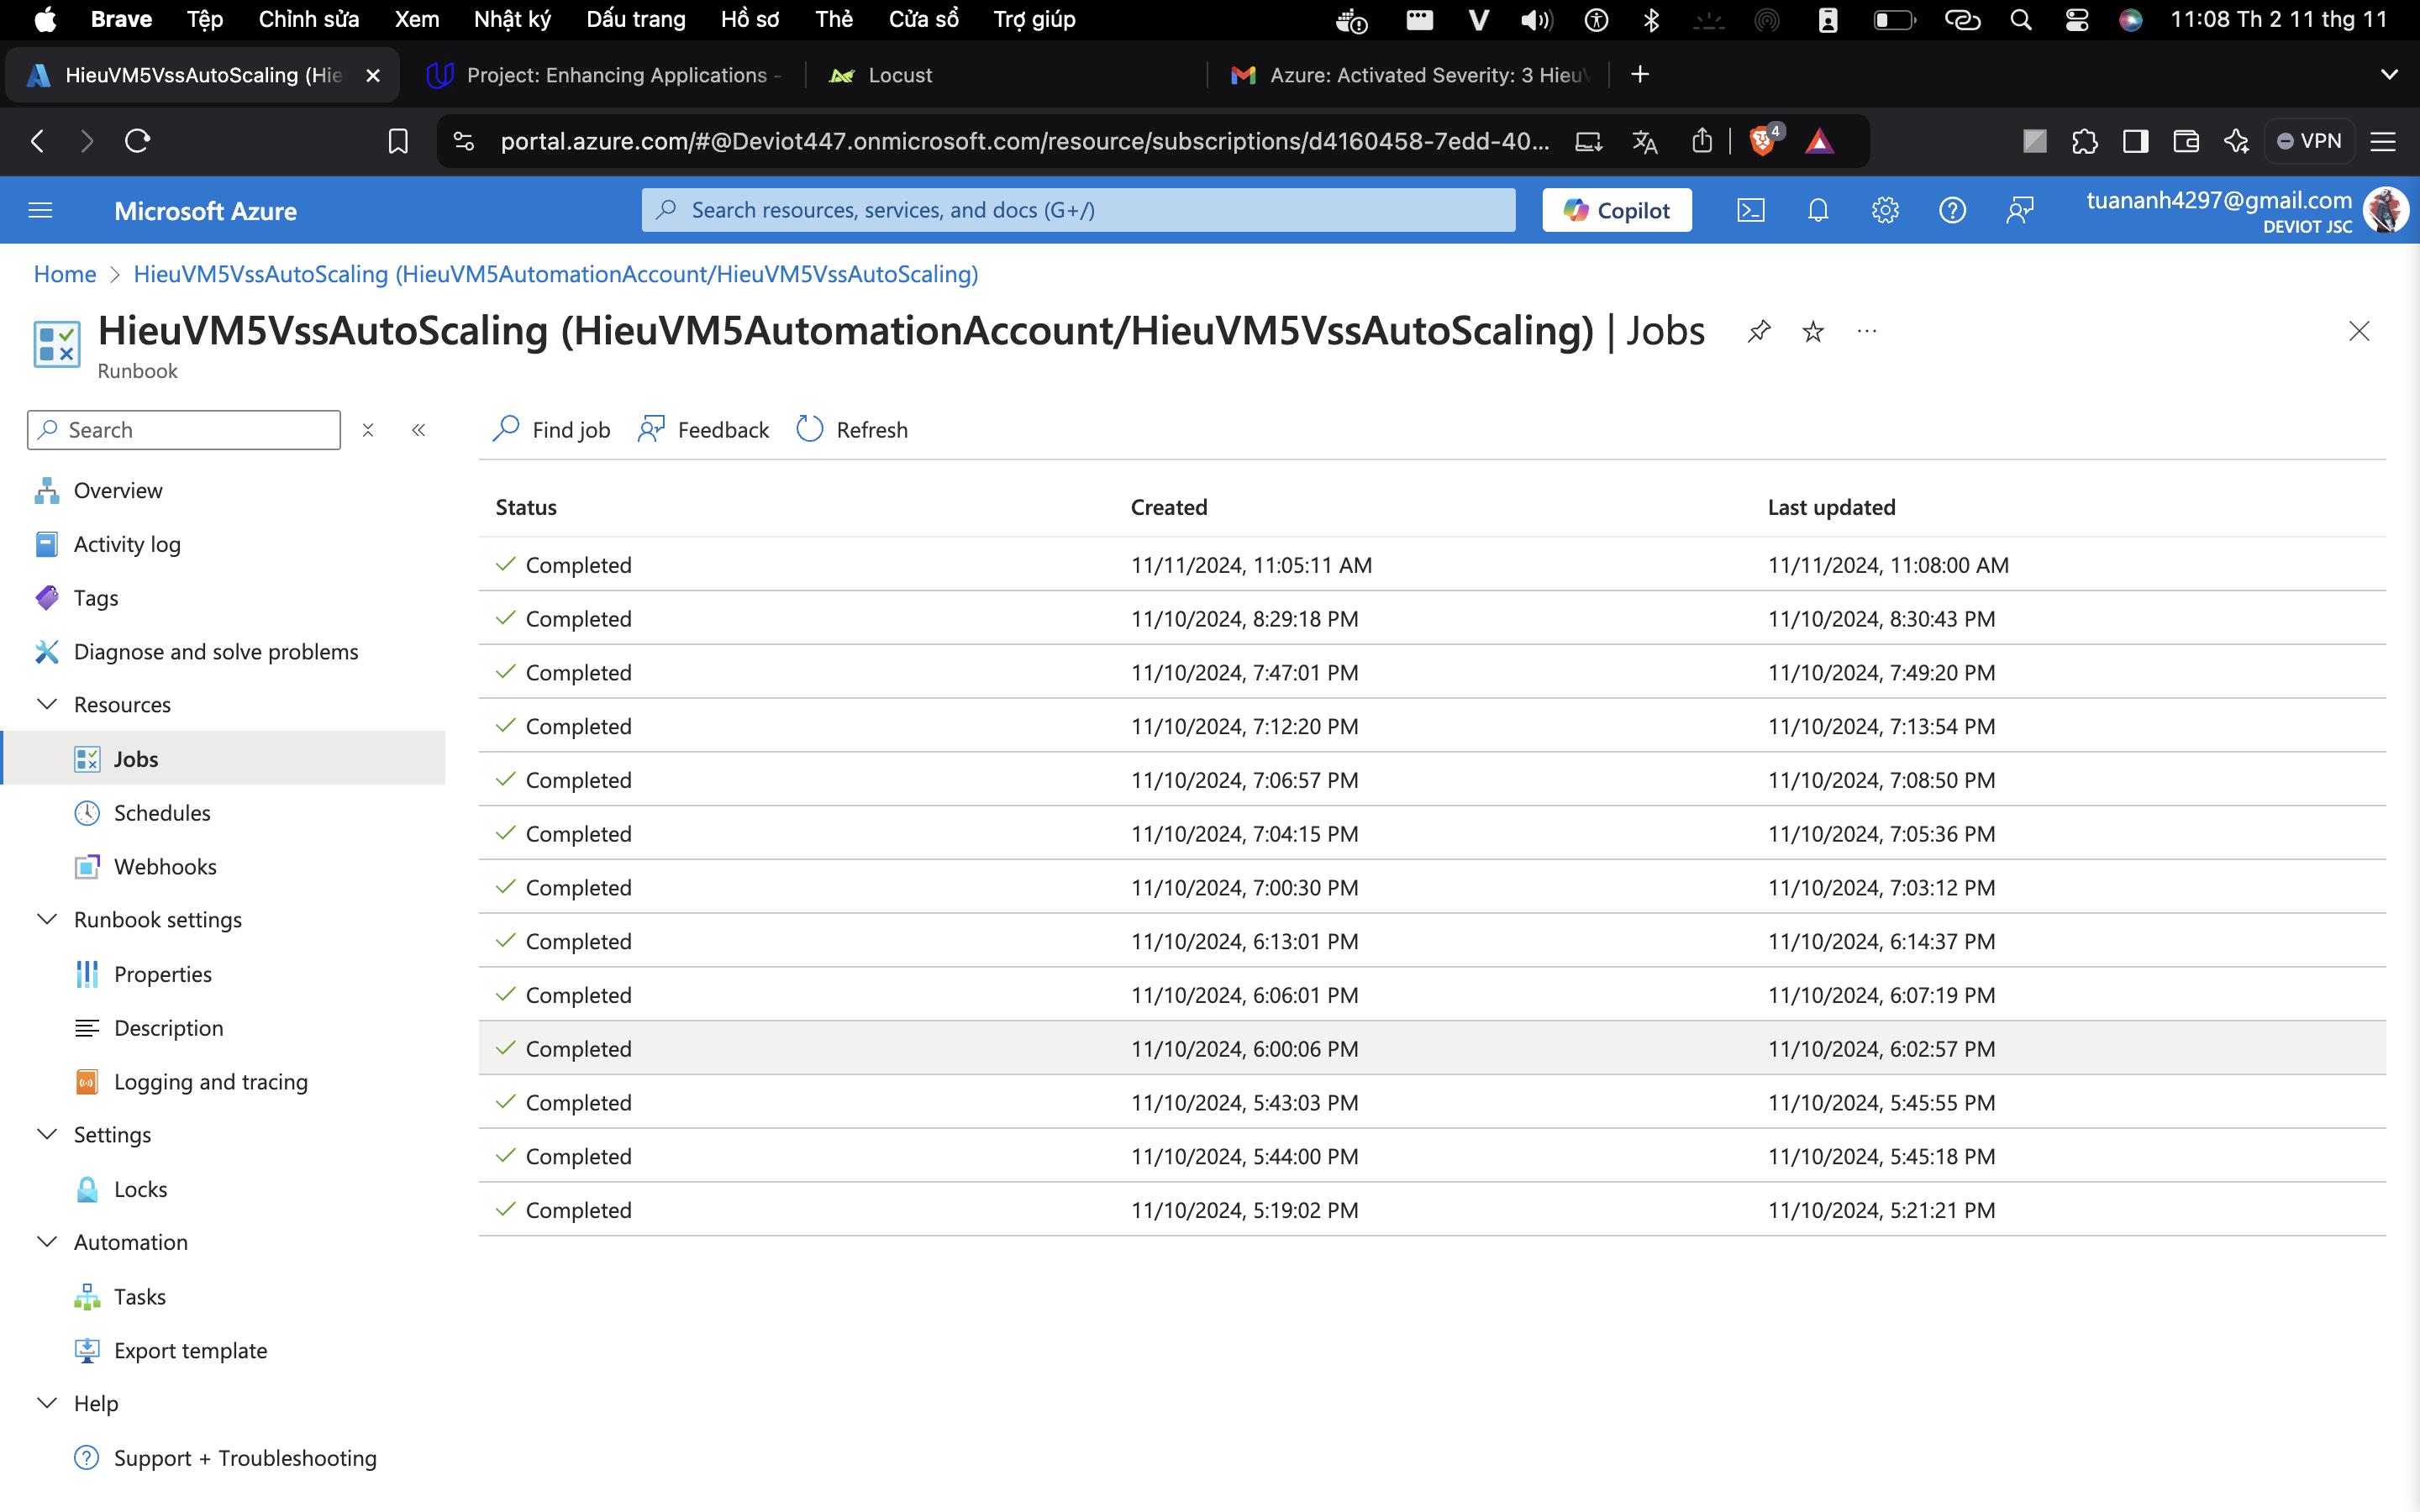 Brave Tệp Chỉnh sửa Xem Nhật ký Dấu trang Hồ sơ Thẻ Cửa sổ Trợ giúp V 11:08 Th 2 11 thg 11
HieuVM5VssAutoScaling (Hie Project: Enhancing Applications - Locust Azure: Activated Severity: 3 HieuV
portal.azure.com/#@Deviot447.onmicrosoft.com/resource/subscriptions/d4160458-7edd-40... 4 VPN
Microsoft Azure Search resources, services, and docs (G+/) Copilot tuananh4297@gmail.com
DEVIOT JSC
Home > HieuVM5VssAutoScaling (HieuVM5AutomationAccount/HieuVM5VssAutoScaling)
HieuVM5VssAutoScaling (HieuVM5AutomationAccount/HieuVM5VssAutoScaling) | Jobs ...
Runbook
Search
Overview
Activity log
Tags
Diagnose and solve problems
Resources
Jobs
Schedules
Webhooks
Runbook settings
Properties
Description
Logging and tracing
Settings
Locks
Automation
Tasks
Export template
Help
Support + Troubleshooting
Find job Feedback Refresh
Status Created Last updated
Completed 11/11/2024, 11:05:11 AM 11/11/2024, 11:08:00 AM
Completed 11/10/2024, 8:29:18 PM 11/10/2024, 8:30:43 PM
Completed 11/10/2024, 7:47:01 PM 11/10/2024, 7:49:20 PM
Completed 11/10/2024, 7:12:20 PM 11/10/2024, 7:13:54 PM
Completed 11/10/2024, 7:06:57 PM 11/10/2024, 7:08:50 PM
Completed 11/10/2024, 7:04:15 PM 11/10/2024, 7:05:36 PM
Completed 11/10/2024, 7:00:30 PM 11/10/2024, 7:03:12 PM
Completed 11/10/2024, 6:13:01 PM 11/10/2024, 6:14:37 PM
Completed 11/10/2024, 6:06:01 PM 11/10/2024, 6:07:19 PM
Completed 11/10/2024, 6:00:06 PM 11/10/2024, 6:02:57 PM
Completed 11/10/2024, 5:43:03 PM 11/10/2024, 5:45:55 PM
Completed 11/10/2024, 5:44:00 PM 11/10/2024, 5:45:18 PM
Completed 11/10/2024, 5:19:02 PM 11/10/2024, 5:21:21 PM